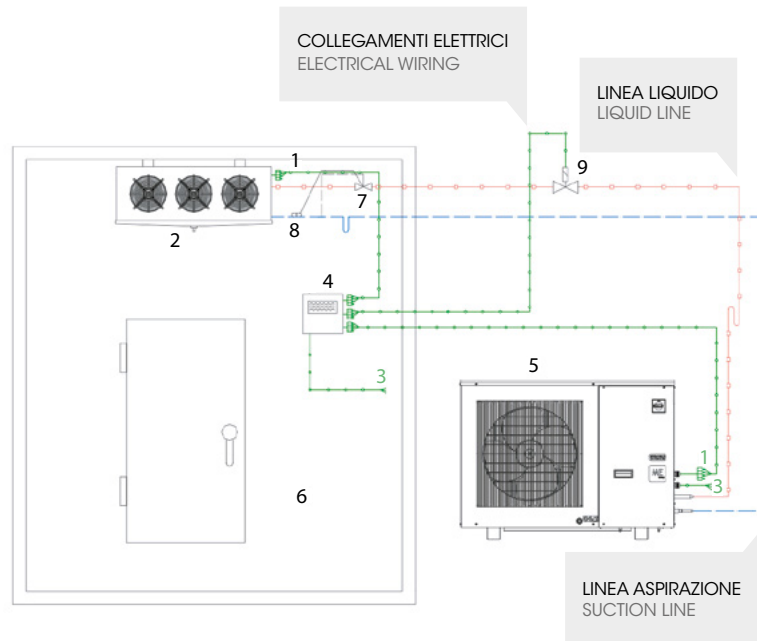 COLLEGAMENTI ELETTRICI
ELECTRICAL WIRING
LINEA LIQUIDO
LIQUID LINE
1
9
7
2
8
4
3
5
1
3
6
LINEA ASPIRAZIONE
SUCTION LINE